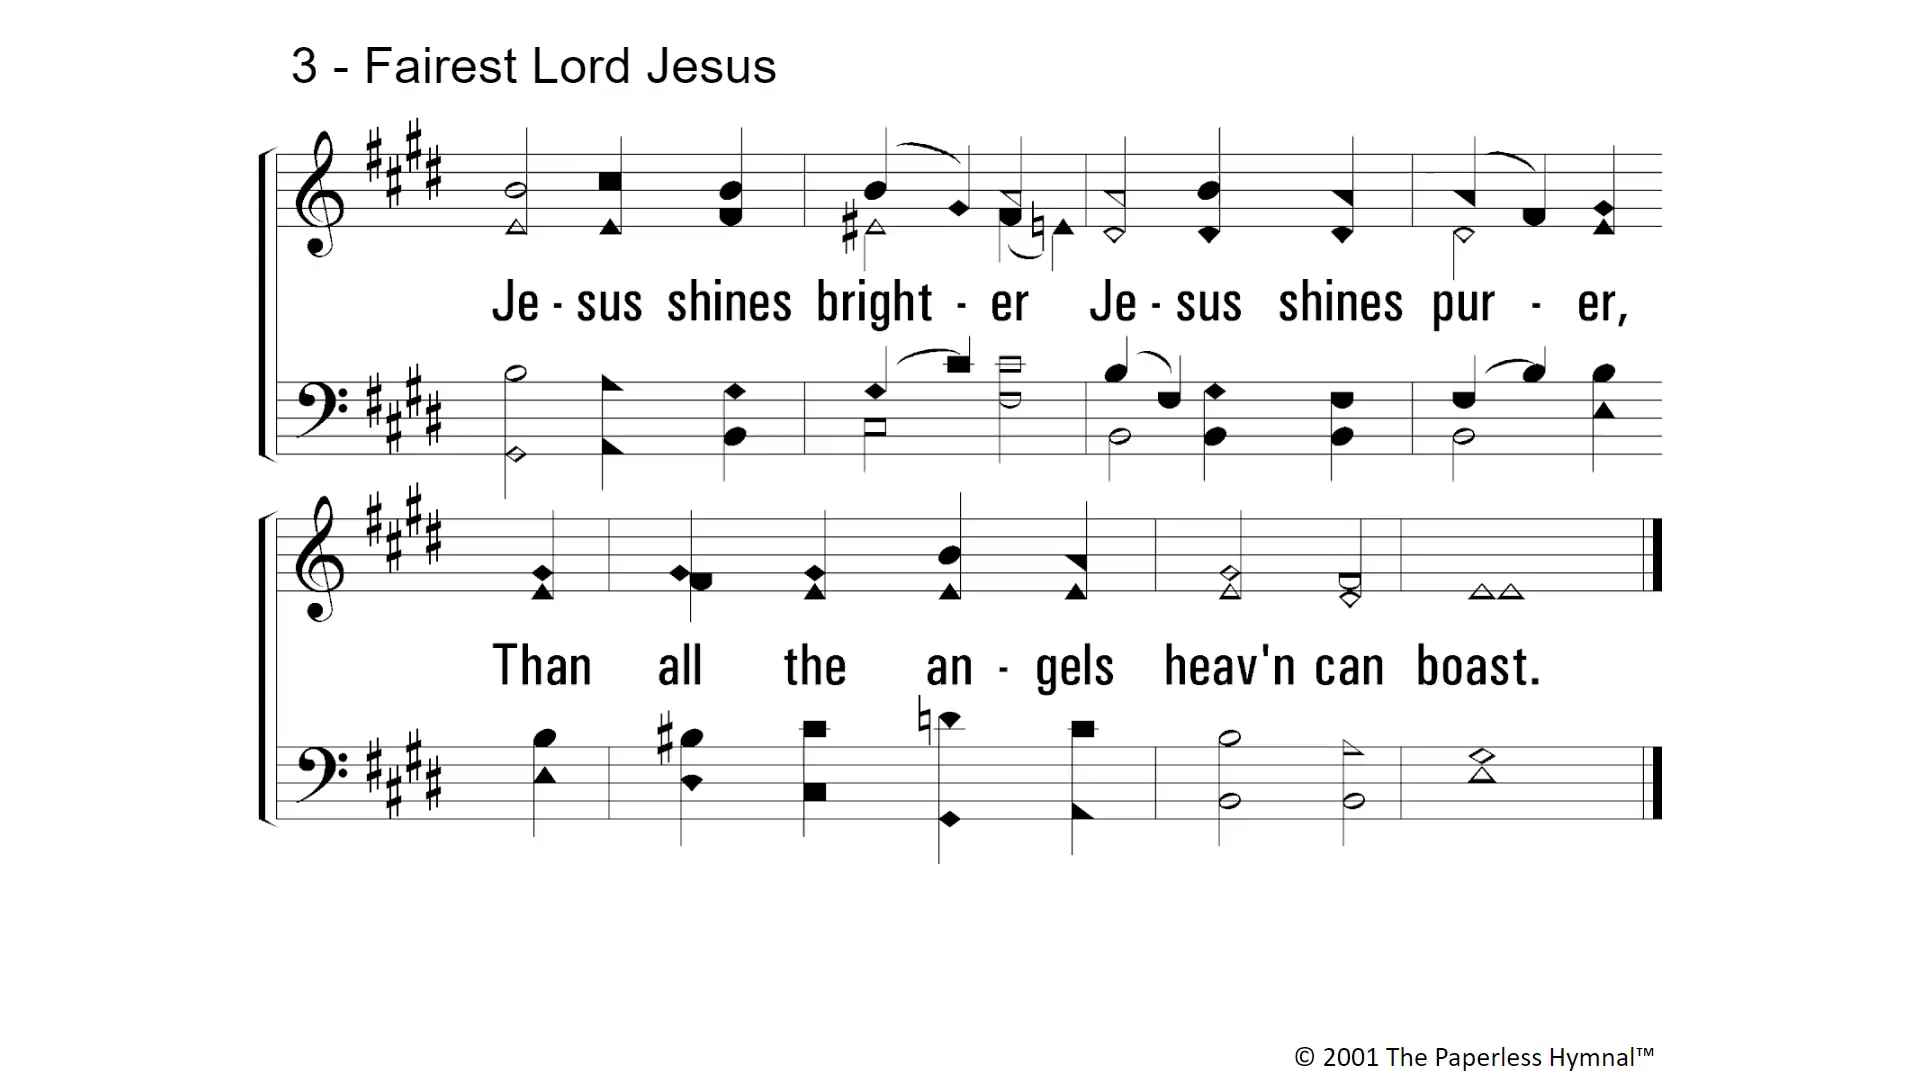 3 - Fairest Lord Jesus
Je - sus shines bright - er Je - sus shines pur - er,
Than all the an - gels heav'n can boast.
© 2001 The Paperless Hymnal™